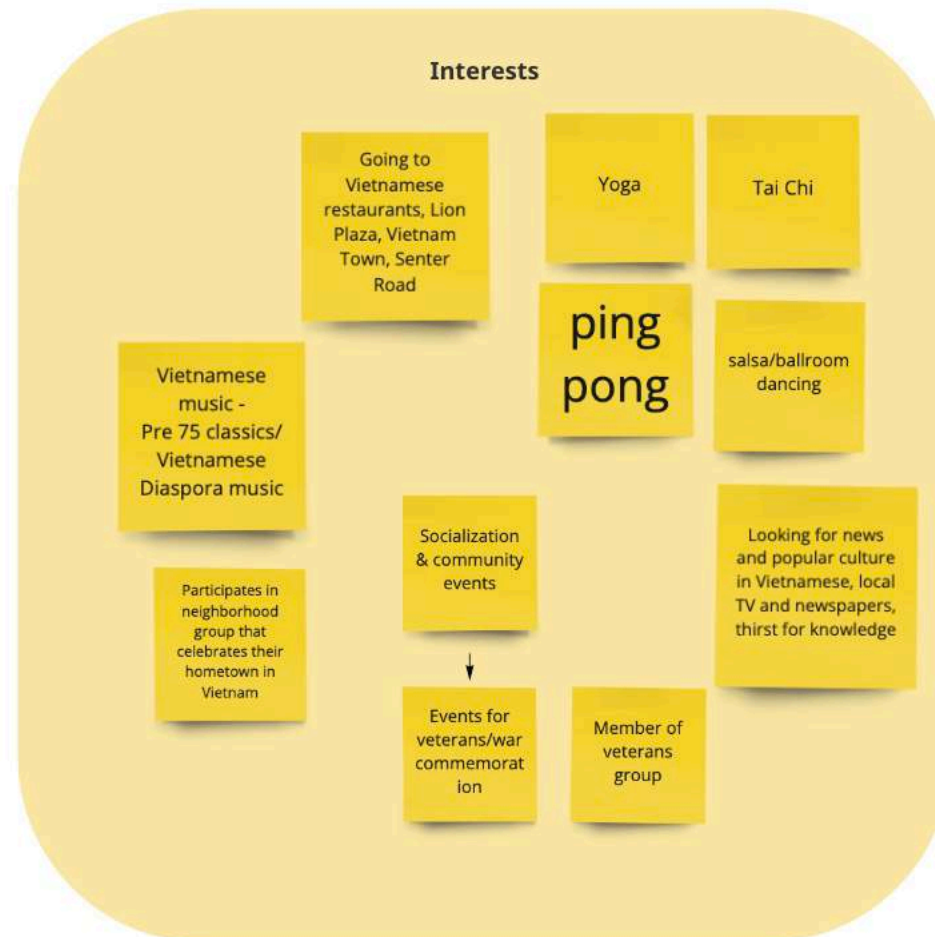 Interests
Going to
Vietnamese
restaurants, Lion
Plaza, Vietnam
Town, Senter
Road
Yoga
Tai Chi
ping
pong
salsa/ballroom
dancing
Vietnamese
music -
Pre 75 classics/
Vietnamese
Diaspora music
Socialization
& community
events
Looking for news
and popular culture
in Vietnamese, local
TV and newspapers,
thirst for knowledge
Participates in
neighborhood
group that
celebrates their
hometown in
Vietnam
Events for
veterans/war
commemorat
ion
Member of
veterans
group